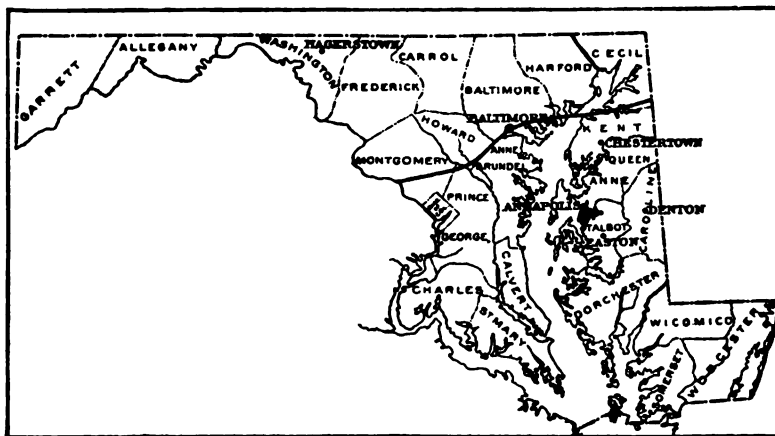 GARRETT
ALLEGANY
WASHINGTON
HAGERSTOWN
CARROL
FREDERICK
BALTIMORE
HARFORD
CECIL
BALTIMORE
HOWARD
KENT
CHESTERTOWN
MONTGOMERY
ANNE
ARUNDE
QUEEN
ANNE
PRINCE
GEORGE
ANNAPOLIS
CAROLINE
DENTON
TALBOT
EASTON
CALVERT
CHARLES
ST MARY
DORCHESTER
WICOMICO
SOMERSET
WORCESTER